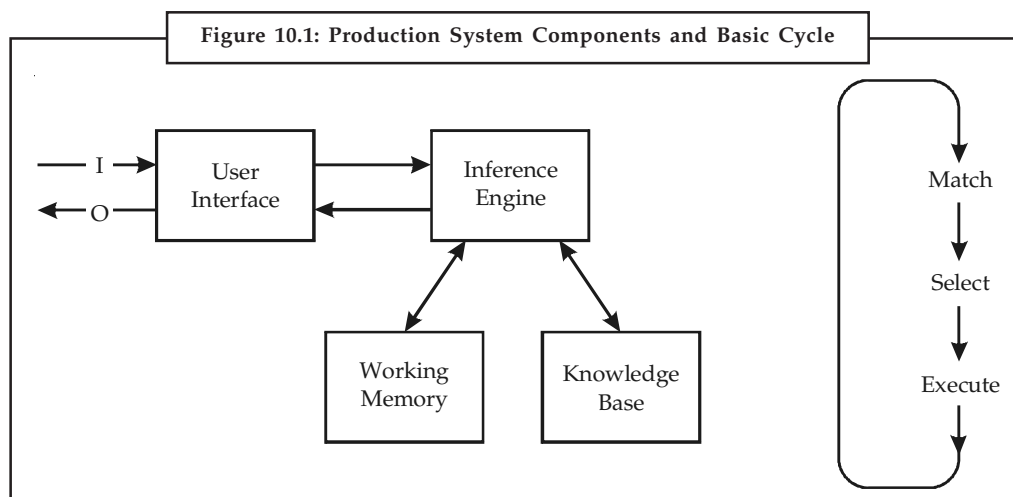 Figure 10.1: Production System Components and Basic Cycle
I
O
User
Interface
Inference
Engine
Working
Memory
Knowledge
Base
Match
Select
Execute